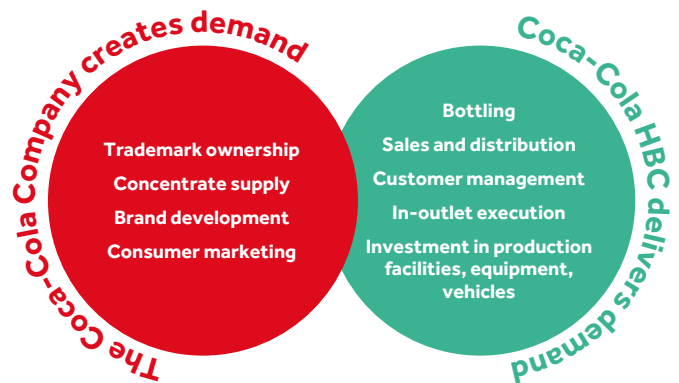 The Coca-Cola Company creates demand
Trademark ownership
Concentrate supply
Brand development
Consumer marketing
Coca-Cola HBC delivers demand
Bottling
Sales and distribution
Customer management
In-outlet execution
Investment in production
facilities, equipment,
vehicles